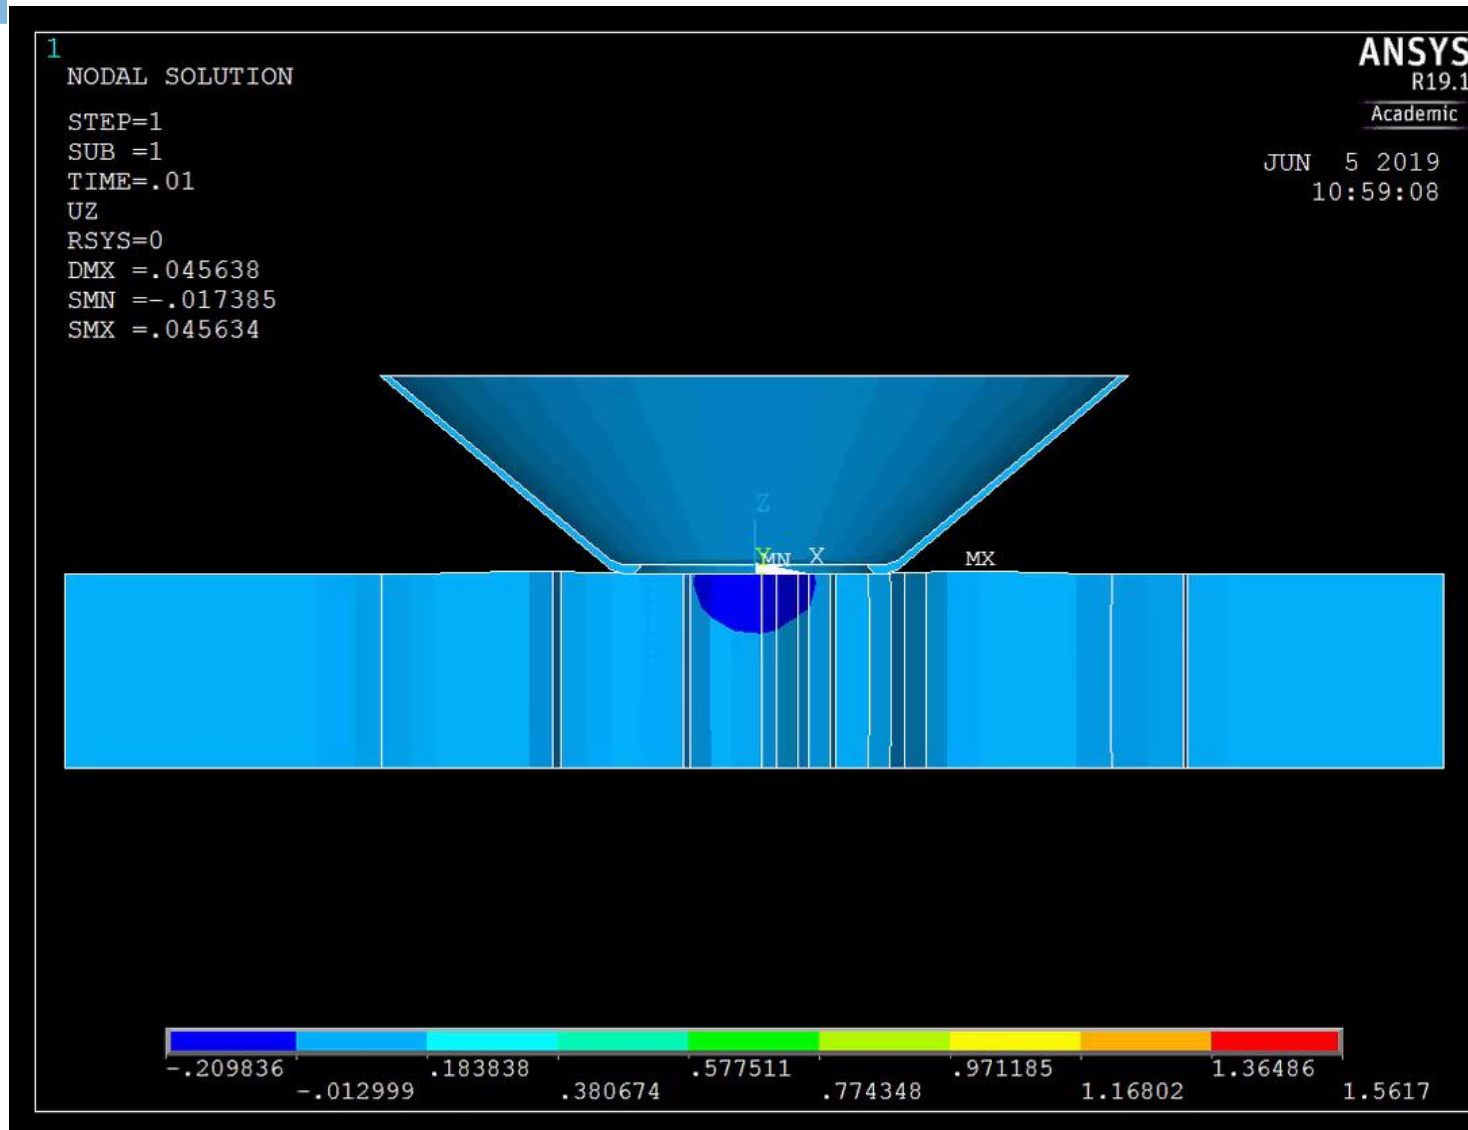 1
NODAL SOLUTION
STEP=1
SUB =1
TIME=.01
UZ
RSYS=0
DMX =.045638
SMN =-.017385
SMX =.045634
ANSYS
R19.1
Academic
JUN 5 2019
10:59:08
Z
Y
MN
X
MX
-.209836
-.012999
.183838
.380674
.577511
.774348
.971185
1.16802
1.36486
1.5617